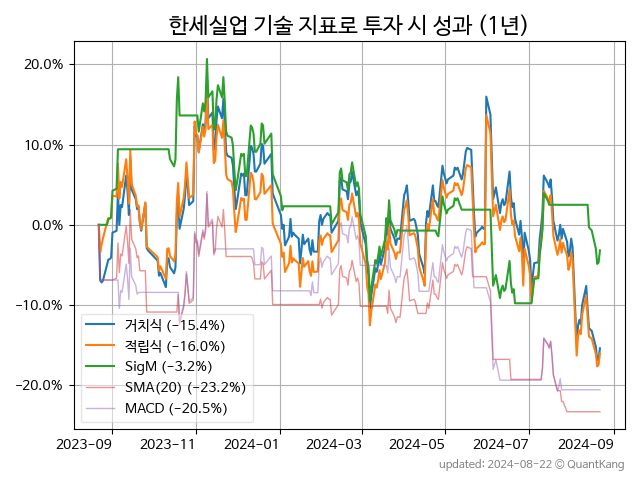 한세실업 기술 지표로 투자 시 성과 (1년)
20.0%
10.0%
0.0%
−10.0%
−20.0%
거치식 (−15.4%)
적립식 (−16.0%)
SigM (−3.2%)
SMA(20) (−23.2%)
MACD (−20.5%)
2023-09 2023-11 2024-01 2024-03 2024-05 2024-07 2024-09
updated: 2024-08-22 © QuantKang